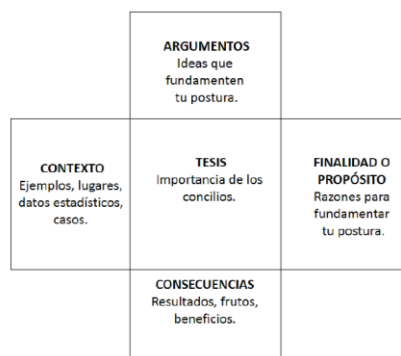 ARGUMENTOS
Ideas que
fundamenten
tu postura.
CONTEXTO
Ejemplos, lugares,
datos estadísticos,
casos.
TESIS
Importancia de los
concilios.
FINALIDAD O
PROPÓSITO
Razones para
fundamentar
tu postura.
CONSECUENCIAS
Resultados, frutos,
beneficios.